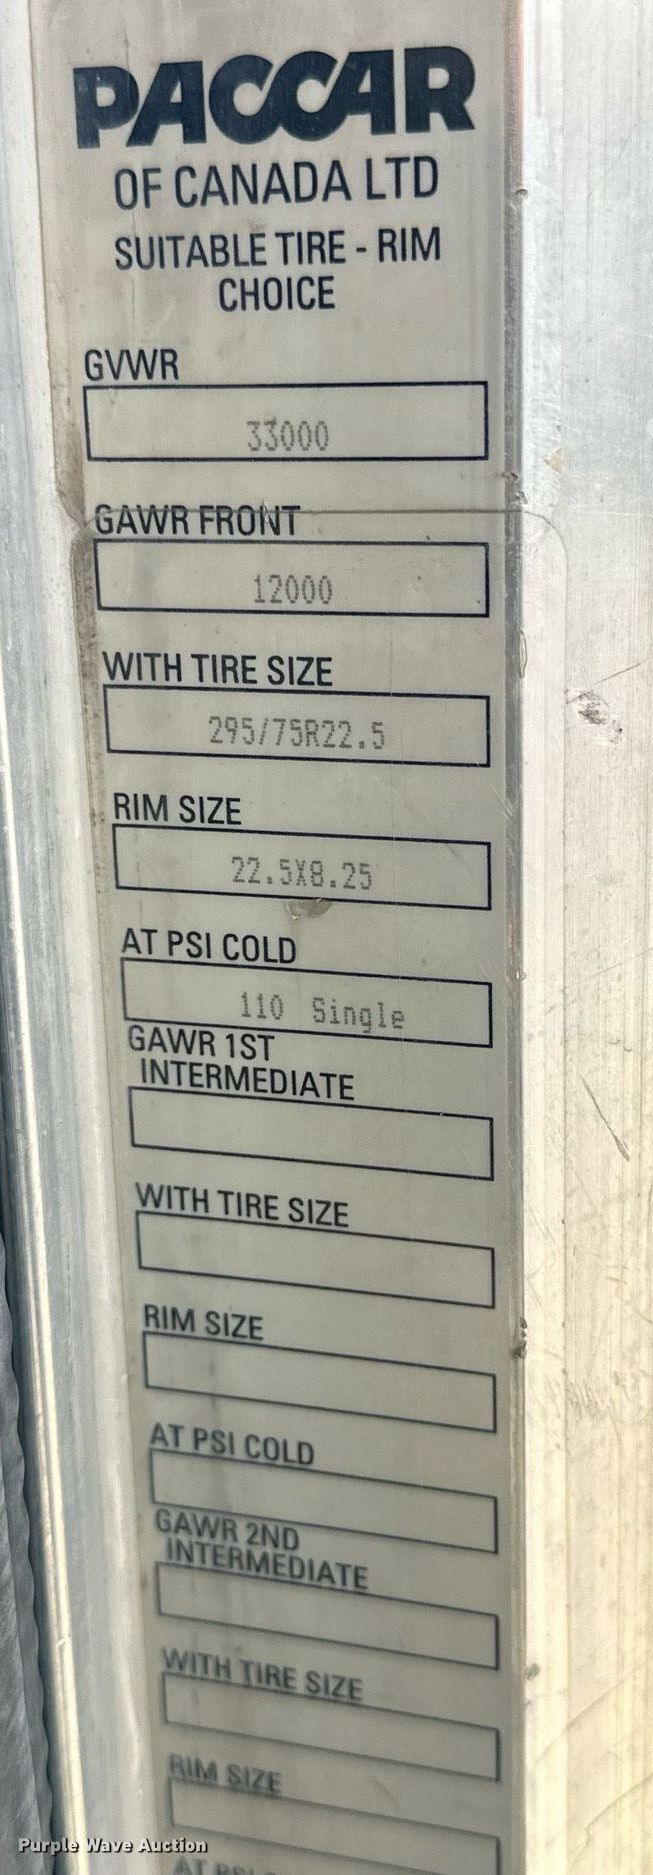 PACCAR
OF CANADA LTD
SUITABLE TIRE - RIM
CHOICE
GVWR
33000
GAWR FRONT
12000
WITH TIRE SIZE
295/75R22.5
RIM SIZE
22.5X8.25
AT PSI COLD
110 Single
GAWR 1ST
INTERMEDIATE
WITH TIRE SIZE
RIM SIZE
AT PSI COLD
GAWR 2ND
INTERMEDIATE
WITH TIRE SIZE
RIM SIZE
AT PSI
Purple Wave Auction